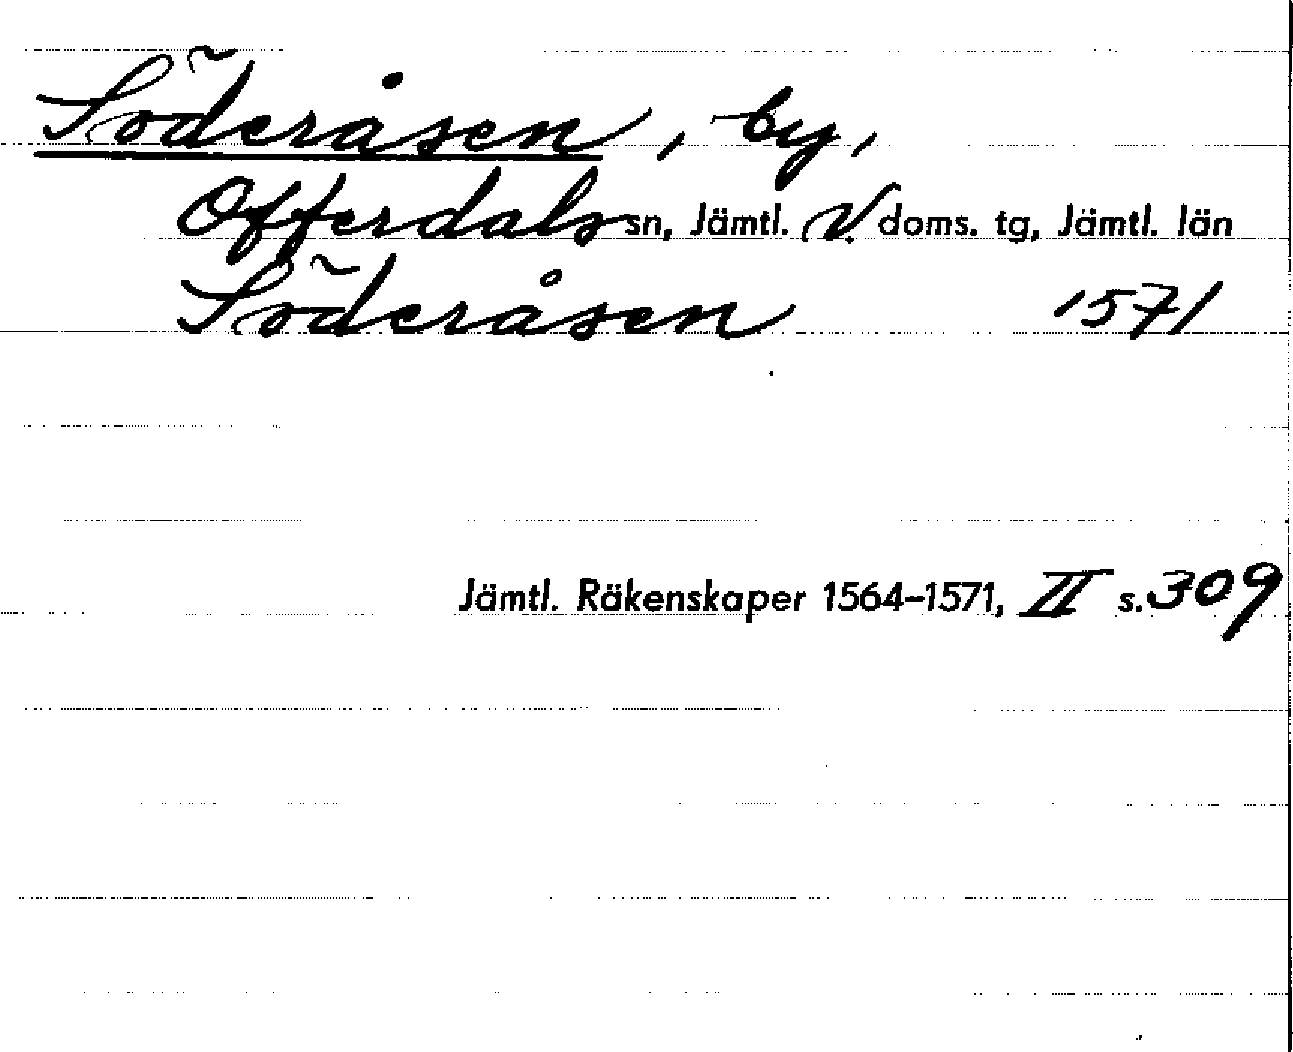 Söderåsen, by,
Offerdals sn, Jämtl. V. doms. tg, Jämtl. län
Söderåsen 1571
Jämtl. Räkenskaper 1564–1571, II s. 309